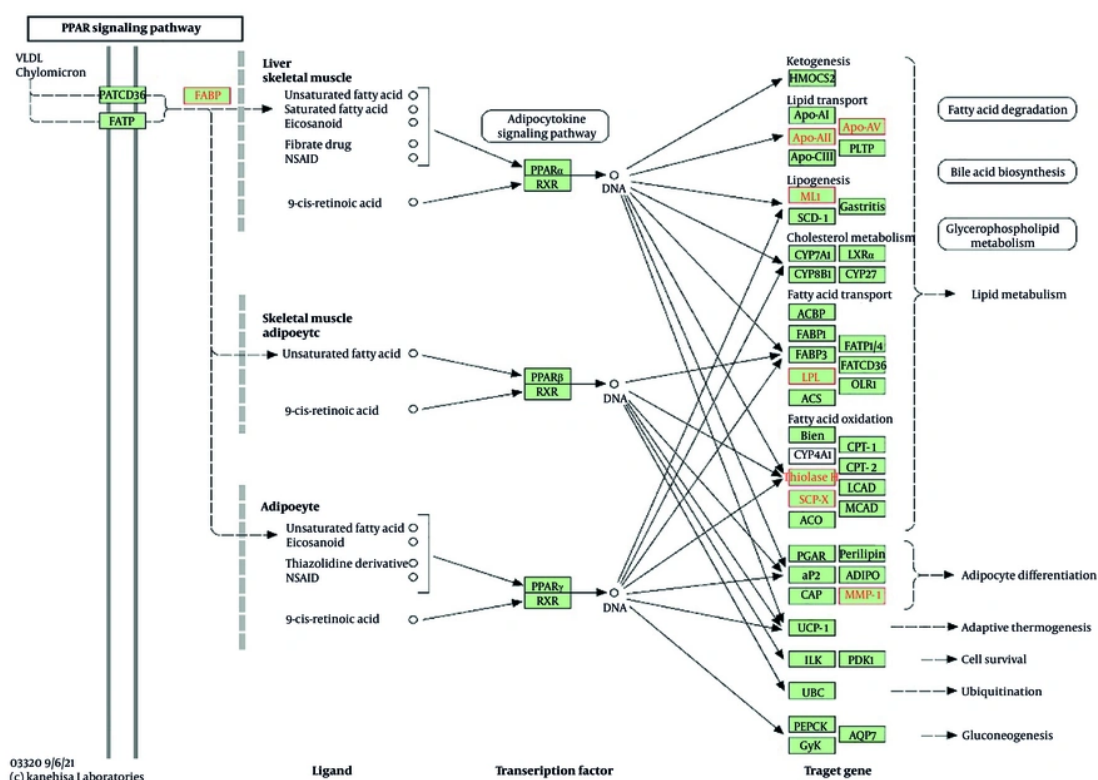 PPAR signaling pathway
VLDL
Chylomicron
PATCD36
FATP
FABP
Liver
skeletal muscle
Unsaturated fatty acid
Saturated fatty acid
Eicosanoid
Fibrate drug
NSAID
9-cis-retinoic acid
Adipocytokine
signaling pathway
PPARα
RXR
DNA
Skeletal muscle
adipoeytc
Unsaturated fatty acid
9-cis-retinoic acid
PPARβ
RXR
DNA
Adipoeyte
Unsaturated fatty acid
Eicosanoid
Thiazolidine derivative
NSAID
9-cis-retinoic acid
PPARγ
RXR
DNA
Ketogenesis
HMOCS2
Lipid transport
Apo-AI
Apo-AII
Apo-AV
Apo-CIII
PLTP
Lipogenesis
ML1
SCD-1
Gastritis
Cholesterol metabolism
CYP7A1
LXRα
CYP8B1
CYP27
Fatty acid transport
ACBP
FABP1
FABP3
LPL
ACS
FATP1/4
FATCD36
OLR1
Fatty acid oxidation
Bien
CYP4A1
Thiolase B
SCP-X
ACO
CPT-1
CPT-2
LCAD
MCAD
PGAR
Perilipin
aP2
ADIPO
CAP
MMP-1
UCP-1
ILK
PDK1
UBC
PEPCK
GyK
AQP7
Fatty acid degradation
Bile acid biosynthesis
Glycerophospholipid
metabolism
Lipid metabolism
Adipocyte differentiation
Adaptive thermogenesis
Cell survival
Ubiquitination
Gluconeogenesis
03320 9/6/21
(c) kanehisa Laboratories
Ligand
Transcription factor
Traget gene